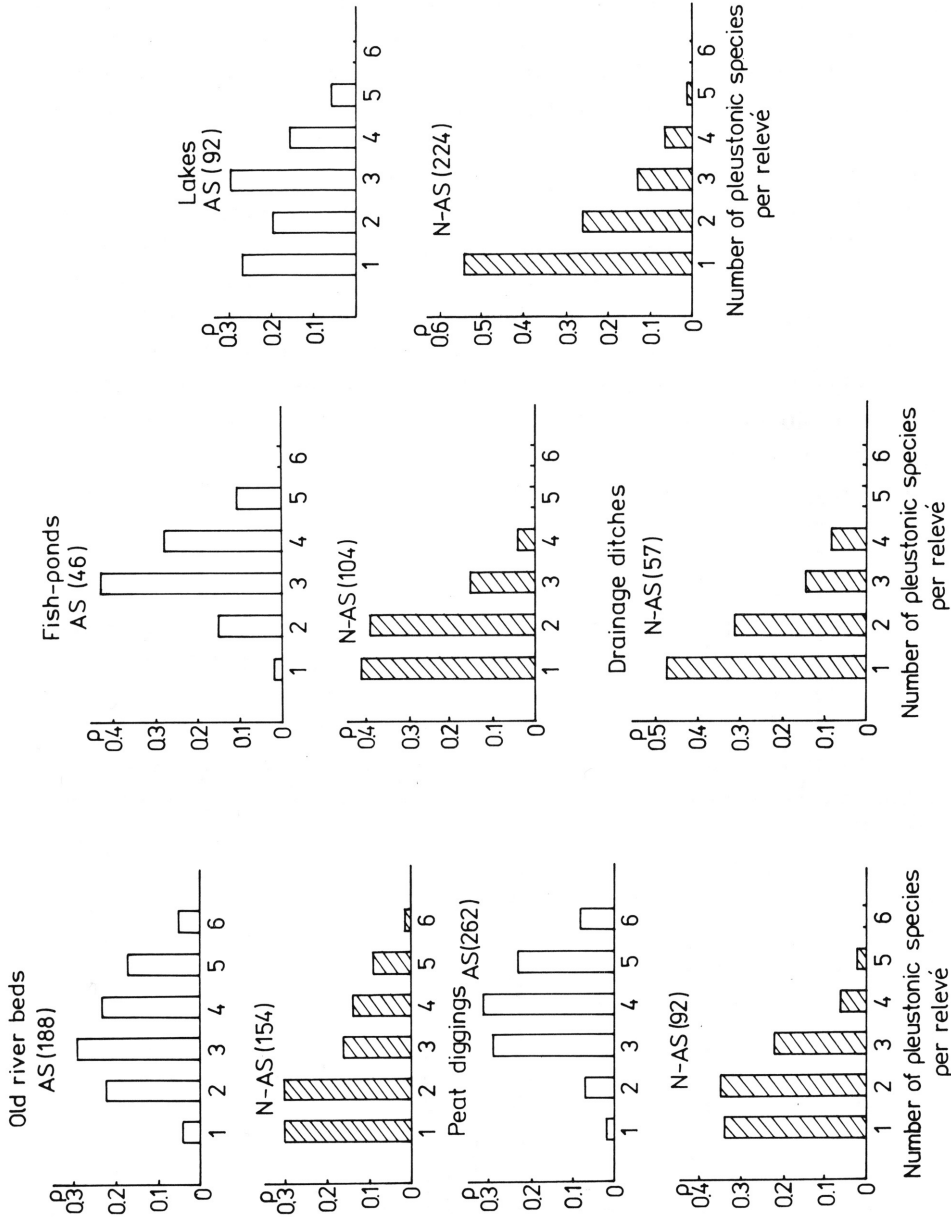 Old river beds
AS (188)
ρ
0.3
0.2
0.1
0
1 2 3 4 5 6
N-AS (154)
ρ
0.3
0.2
0.1
0
1 2 3 4 5 6
Peat diggings AS(262)
ρ
0.3
0.2
0.1
0
1 2 3 4 5 6
N-AS (92)
ρ
0.4
0.3
0.2
0.1
0
1 2 3 4 5 6
Number of pleustonic species
per relevé
Fish-ponds
AS (46)
ρ
0.4
0.3
0.2
0.1
0
1 2 3 4 5 6
N-AS (104)
ρ
0.4
0.3
0.2
0.1
0
1 2 3 4 5 6
Drainage ditches
N-AS (57)
ρ
0.5
0.4
0.3
0.2
0.1
0
1 2 3 4 5 6
Number of pleustonic species
per relevé
Lakes
AS (92)
ρ
0.3
0.2
0.1
1 2 3 4 5 6
N-AS (224)
ρ
0.6
0.5
0.4
0.3
0.2
0.1
0
1 2 3 4 5 6
Number of pleustonic species
per relevé